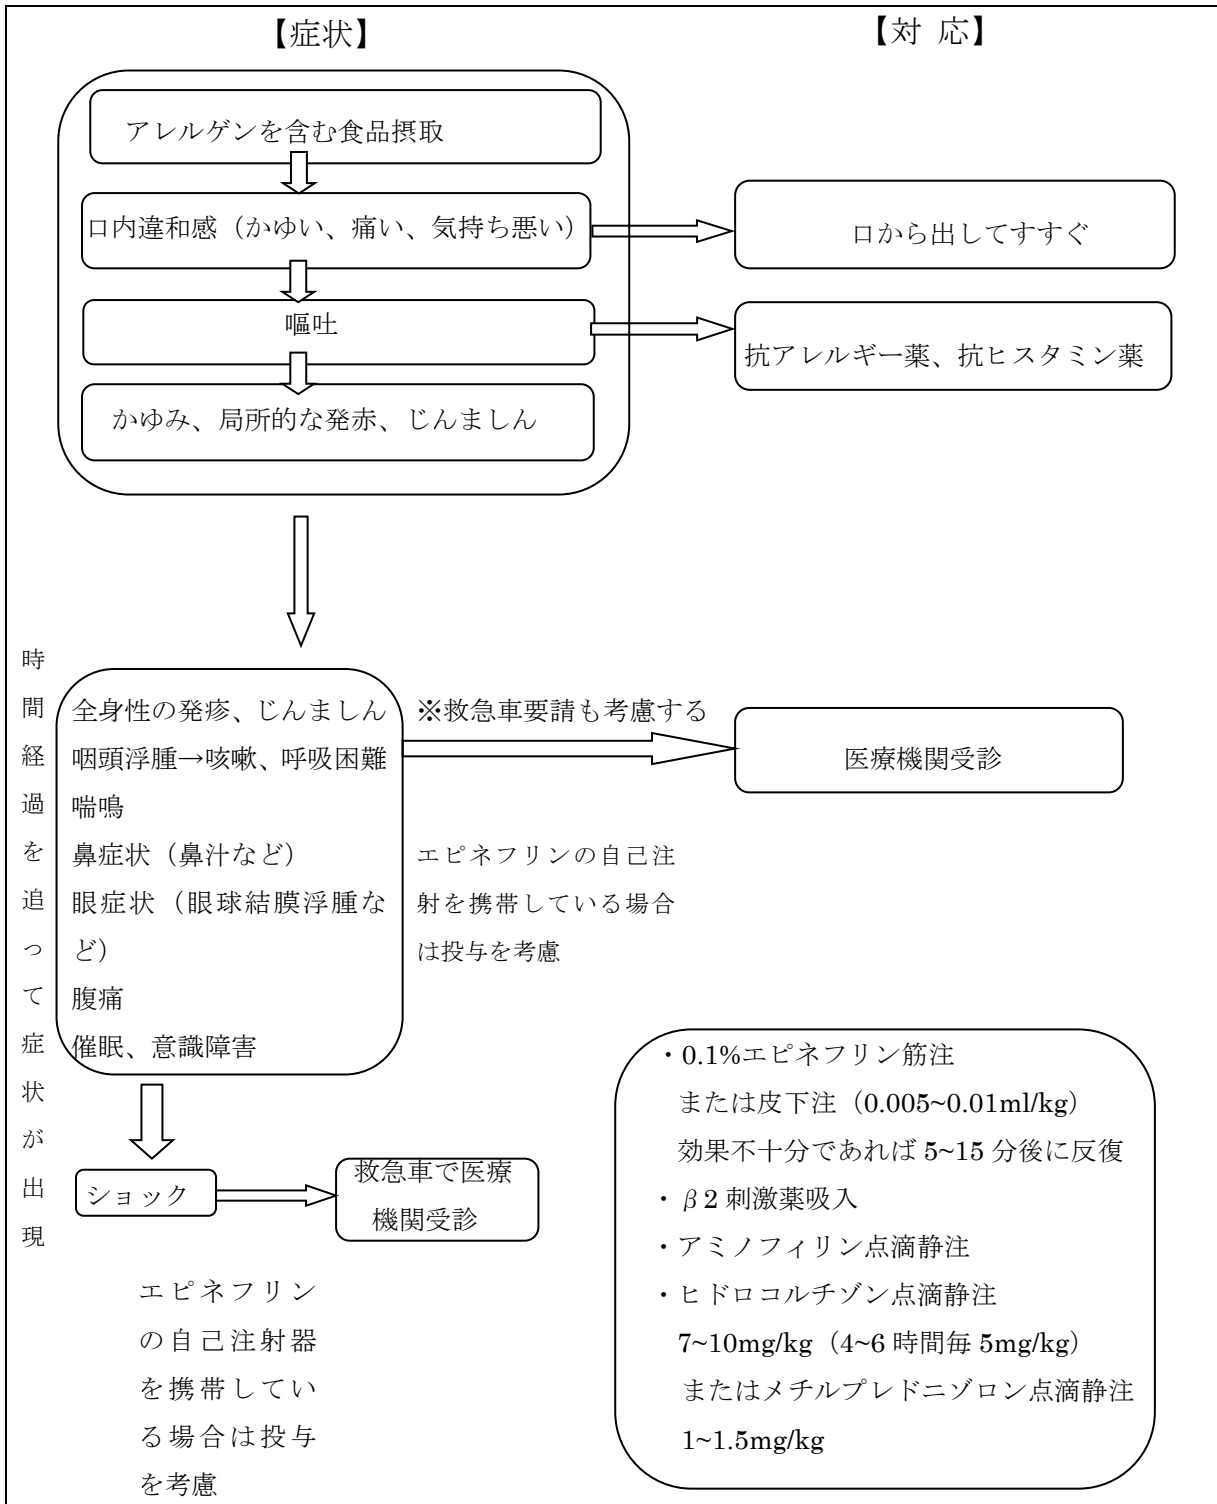 【症状】
【対 応】
アレルゲンを含む食品摂取
口内違和感（かゆい、痛い、気持ち悪い）
口から出してすすぐ
嘔吐
抗アレルギー薬、抗ヒスタミン薬
かゆみ、局所的な発赤、じんましん
時間経過を追って症状が出現
全身性の発疹、じんましん
咽頭浮腫→咳嗽、呼吸困難
喘鳴
鼻症状（鼻汁など）
眼症状（眼球結膜浮腫な
ど）
腹痛
催眠、意識障害
※救急車要請も考慮する
医療機関受診
エピネフリンの自己注
射を携帯している場合
は投与を考慮
ショック
救急車で医療
機関受診
エピネフリン
の自己注射器
を携帯してい
る場合は投与
を考慮
・0.1%エピネフリン筋注
または皮下注（0.005~0.01ml/kg）
効果不十分であれば 5~15 分後に反復
・β2 刺激薬吸入
・アミノフィリン点滴静注
・ヒドロコルチゾン点滴静注
7~10mg/kg（4~6 時間毎 5mg/kg）
またはメチルプレドニゾロン点滴静注
1~1.5mg/kg